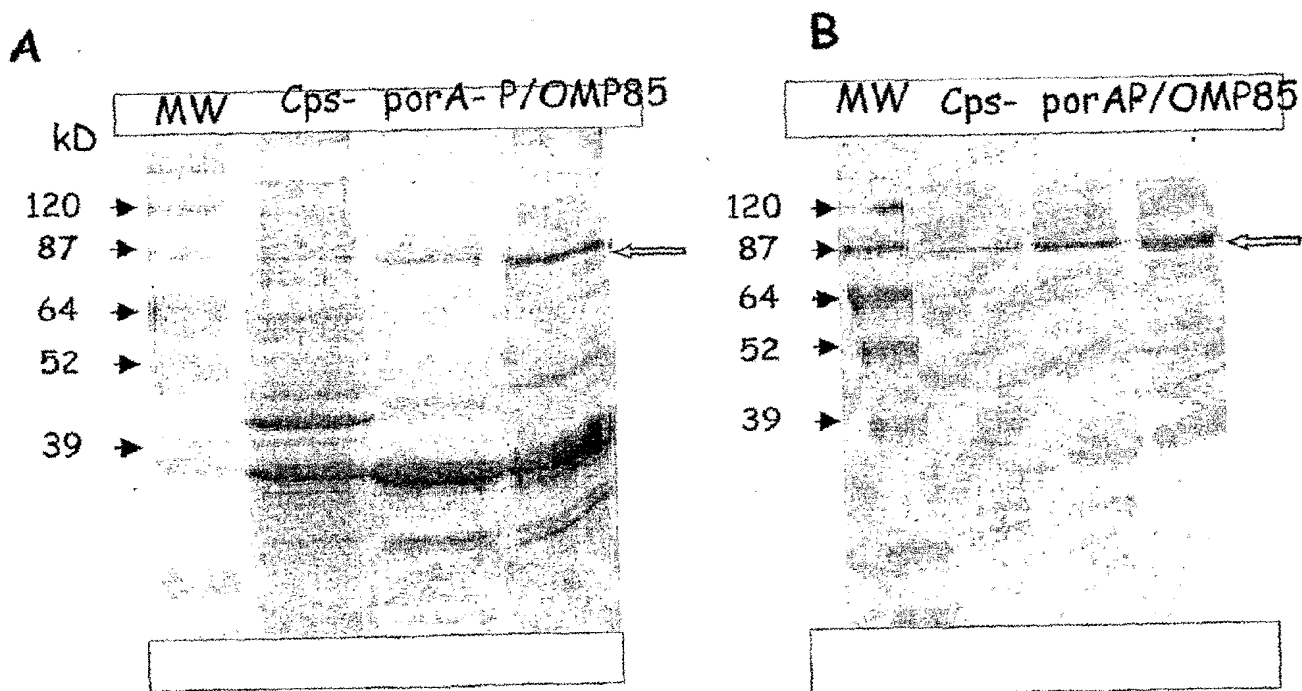 A
MW Cps- porA- P/OMP85
kD
120
87
64
52
39
B
MW Cps- porAP/OMP85
120
87
64
52
39